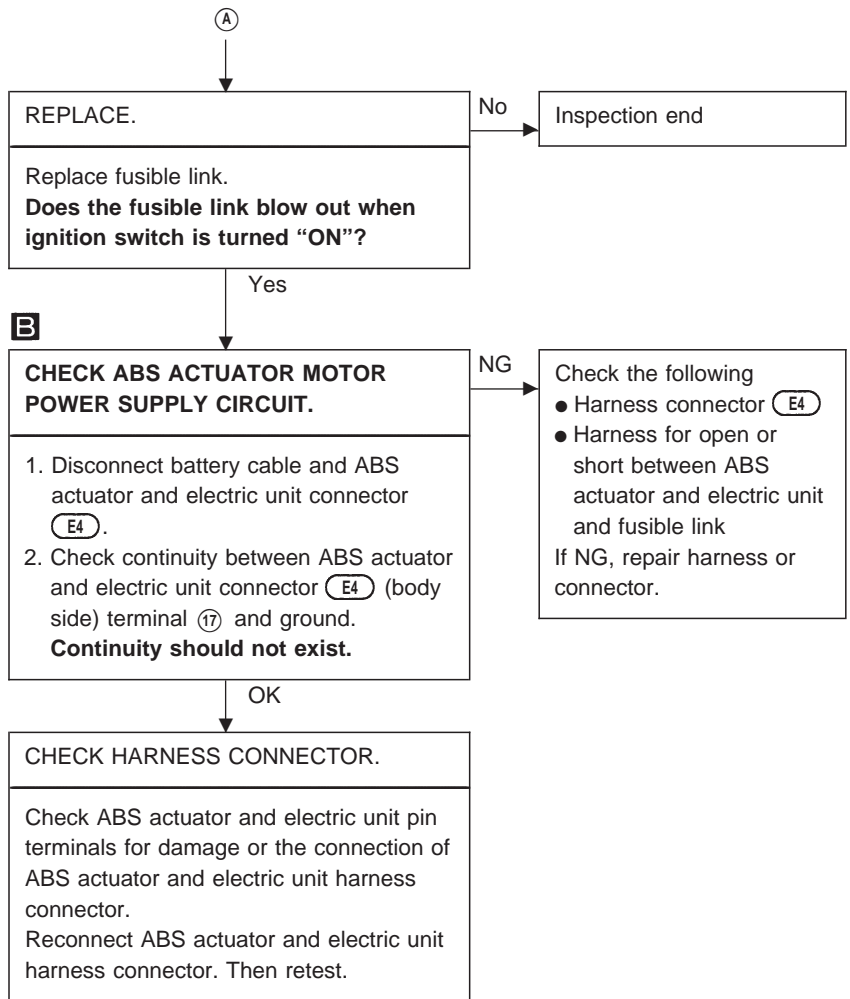 A
REPLACE.
No
Inspection end
Replace fusible link.
Does the fusible link blow out when
ignition switch is turned “ON”?
Yes
B
CHECK ABS ACTUATOR MOTOR
POWER SUPPLY CIRCUIT.
NG
1. Disconnect battery cable and ABS
actuator and electric unit connector
E4 .
2. Check continuity between ABS actuator
and electric unit connector E4 (body
side) terminal 17 and ground.
Continuity should not exist.
Check the following
● Harness connector E4
● Harness for open or
short between ABS
actuator and electric unit
and fusible link
If NG, repair harness or
connector.
OK
CHECK HARNESS CONNECTOR.
Check ABS actuator and electric unit pin
terminals for damage or the connection of
ABS actuator and electric unit harness
connector.
Reconnect ABS actuator and electric unit
harness connector. Then retest.